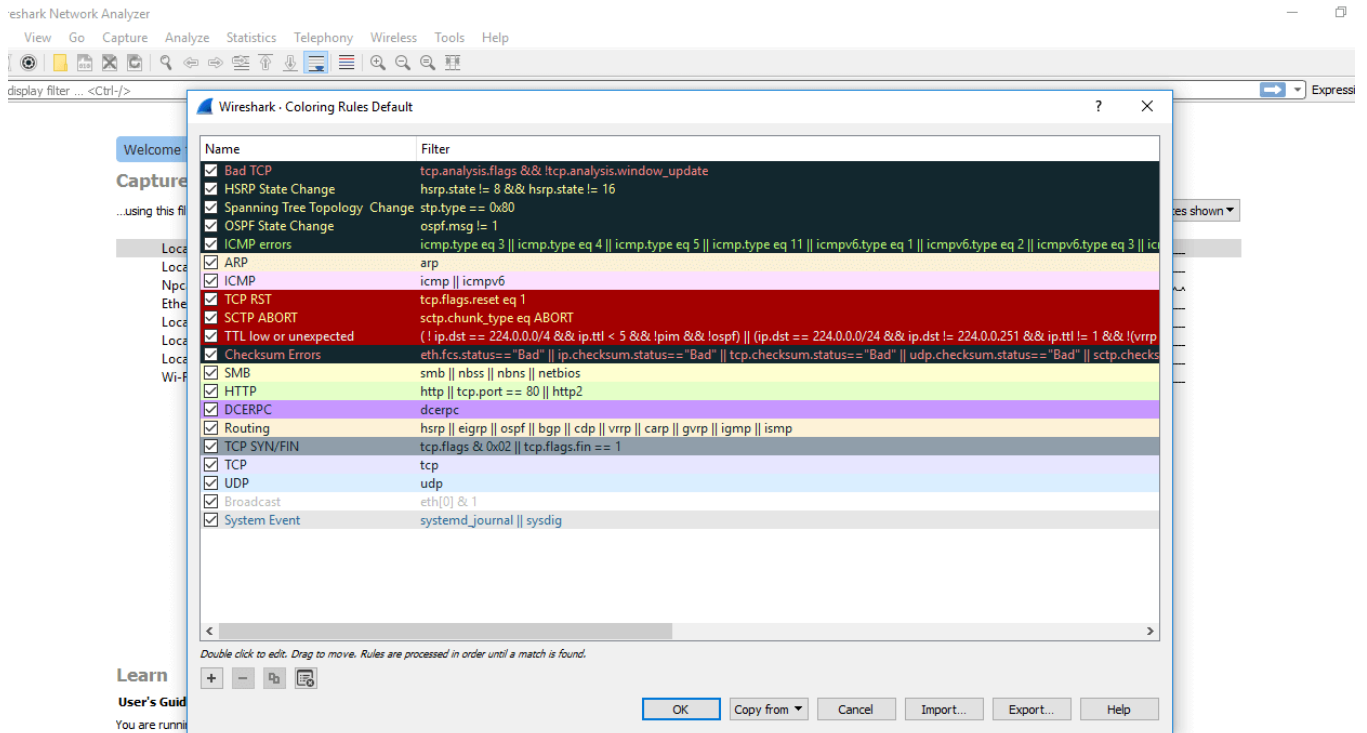 reshark Network Analyzer
View Go Capture Analyze Statistics Telephony Wireless Tools Help
display filter ... <Ctrl-/>
Expressi
Wireshark · Coloring Rules Default
?
Welcome
Capture
...using this fil
es shown
Loca
Loca
Npc
Ethe
Loca
Loca
Loca
Wi-F
Name Filter
Bad TCP tcp.analysis.flags && !tcp.analysis.window_update
HSRP State Change hsrp.state != 8 && hsrp.state != 16
Spanning Tree Topology Change stp.type == 0x80
OSPF State Change ospf.msg != 1
ICMP errors icmp.type eq 3 || icmp.type eq 4 || icmp.type eq 5 || icmp.type eq 11 || icmpv6.type eq 1 || icmpv6.type eq 2 || icmpv6.type eq 3 || ic
ARP arp
ICMP icmp || icmpv6
TCP RST tcp.flags.reset eq 1
SCTP ABORT sctp.chunk_type eq ABORT
TTL low or unexpected ( ! ip.dst == 224.0.0.0/4 && ip.ttl < 5 && !pim && !ospf) || (ip.dst == 224.0.0.0/24 && ip.dst != 224.0.0.251 && ip.ttl != 1 && !(vrrp
Checksum Errors eth.fcs.status=="Bad" || ip.checksum.status=="Bad" || tcp.checksum.status=="Bad" || udp.checksum.status=="Bad" || sctp.checks
SMB smb || nbss || nbns || netbios
HTTP http || tcp.port == 80 || http2
DCERPC dcerpc
Routing hsrp || eigrp || ospf || bgp || cdp || vrrp || carp || gvrp || igmp || ismp
TCP SYN/FIN tcp.flags & 0x02 || tcp.flags.fin == 1
TCP tcp
UDP udp
Broadcast eth[0] & 1
System Event systemd_journal || sysdig
Double click to edit. Drag to move. Rules are processed in order until a match is found.
OK Copy from Cancel Import... Export... Help
Learn
User's Guid
You are runni